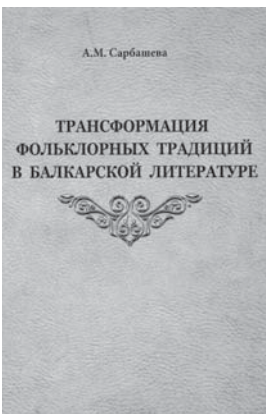 А.М. Сарбашева
ТРАНСФОРМАЦИЯ
ФОЛЬКЛОРНЫХ ТРАДИЦИЙ
В БАЛКАРСКОЙ ЛИТЕРАТУРЕ